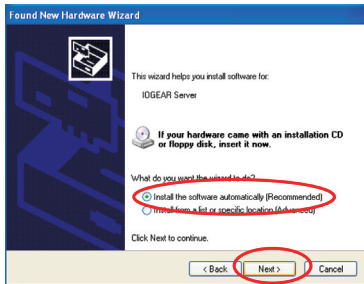 Found New Hardware Wizard
This wizard helps you install software for:
IOGEAR Server
If your hardware came with an installation CD
or floppy disk, insert it now.
What do you want the wizard to do?
Install the software automatically (Recommended)
Install from a list or specific location (Advanced)
Click Next to continue.
< Back
Next >
Cancel